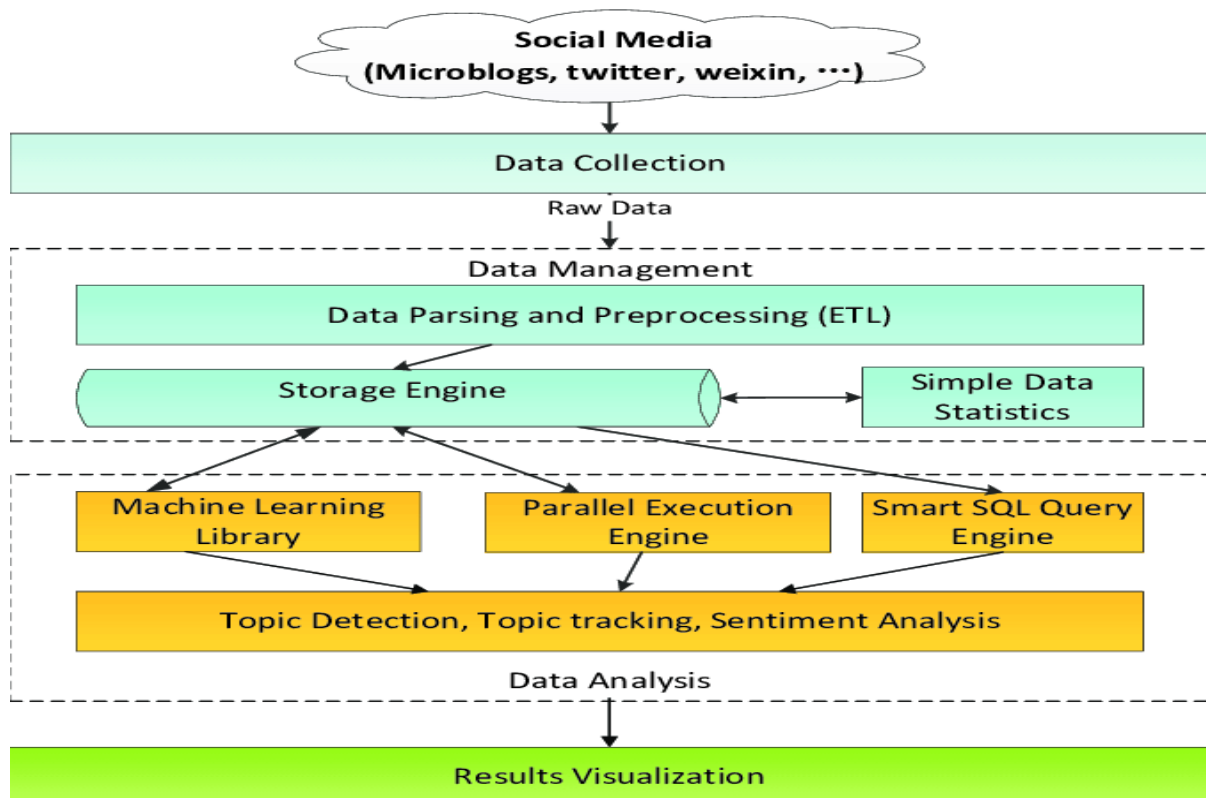 Social Media
(Microblogs, twitter, weixin, ⋯)
Data Collection
Raw Data
Data Management
Data Parsing and Preprocessing (ETL)
Storage Engine
Simple Data
Statistics
Machine Learning
Library
Parallel Execution
Engine
Smart SQL Query
Engine
Topic Detection, Topic tracking, Sentiment Analysis
Data Analysis
Results Visualization